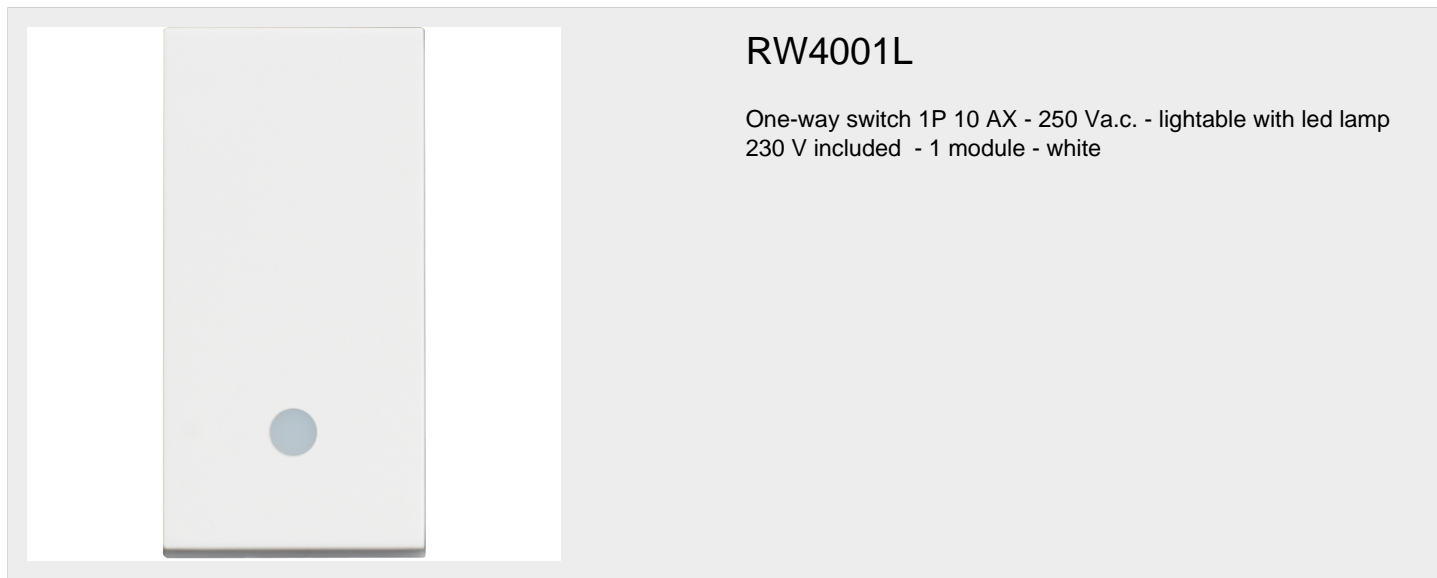 RW4001L
One-way switch 1P 10 AX - 250 Va.c. - lightable with led lamp
230 V included  - 1 module - white